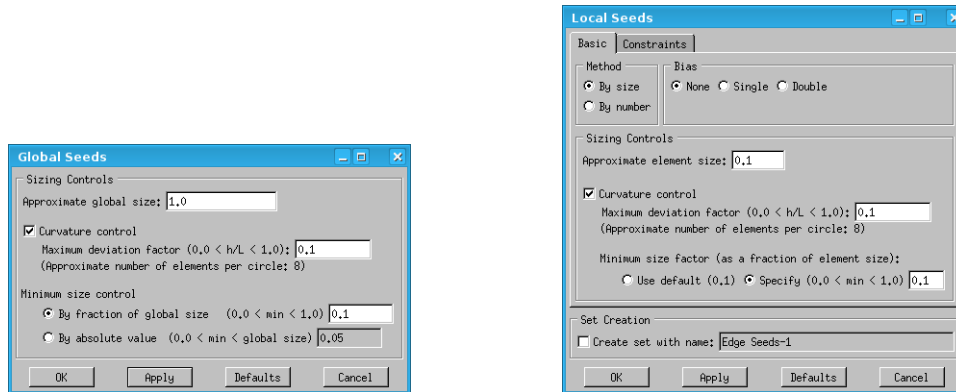 Global Seeds
Sizing Controls
Approximate global size: 1.0
Curvature control
Maximum deviation factor (0.0 < h/L < 1.0): 0.1
(Approximate number of elements per circle: 8)
Minimum size control
By fraction of global size (0.0 < min < 1.0) 0.1
By absolute value (0.0 < min < global size) 0.05
OK Apply Defaults Cancel
Local Seeds
Basic Constraints
Method Bias
By size None Single Double
By number
Sizing Controls
Approximate element size: 0.1
Curvature control
Maximum deviation factor (0.0 < h/L < 1.0): 0.1
(Approximate number of elements per circle: 8)
Minimum size factor (as a fraction of element size):
Use default (0.1) Specify (0.0 < min < 1.0) 0.1
Set Creation
Create set with name: Edge Seeds-1
OK Apply Defaults Cancel